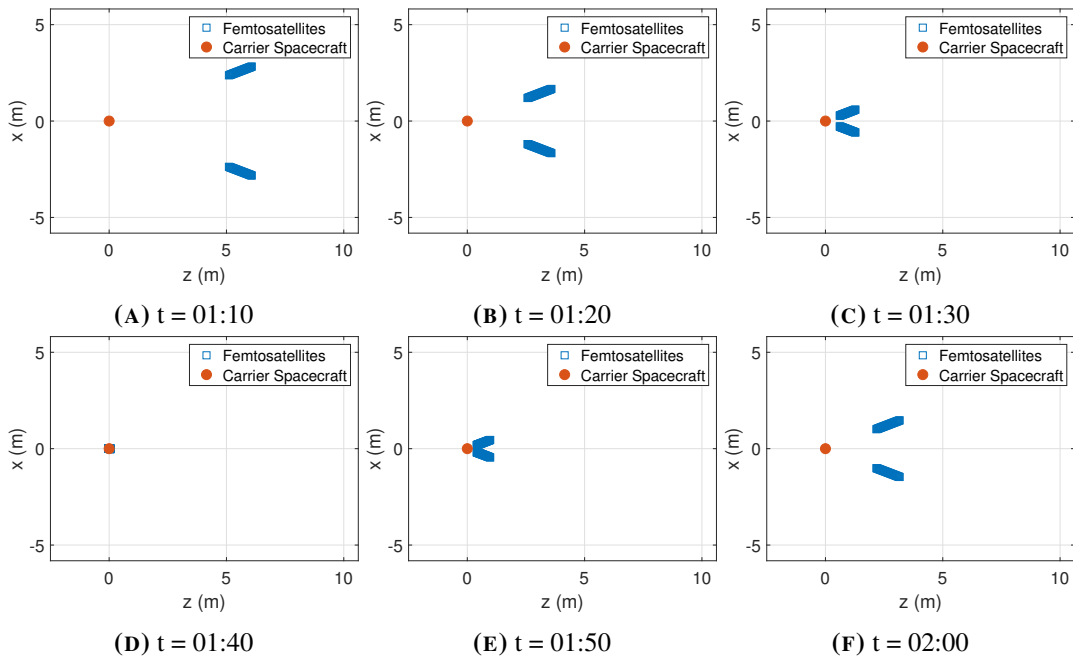 5
0
-5
x (m)
0 5 10
z (m)
Femtosatellites
Carrier Spacecraft
(A) t = 01:10
5
0
-5
x (m)
0 5 10
z (m)
Femtosatellites
Carrier Spacecraft
(B) t = 01:20
5
0
-5
x (m)
0 5 10
z (m)
Femtosatellites
Carrier Spacecraft
(C) t = 01:30
5
0
-5
x (m)
0 5 10
z (m)
Femtosatellites
Carrier Spacecraft
(D) t = 01:40
5
0
-5
x (m)
0 5 10
z (m)
Femtosatellites
Carrier Spacecraft
(E) t = 01:50
5
0
-5
x (m)
0 5 10
z (m)
Femtosatellites
Carrier Spacecraft
(F) t = 02:00